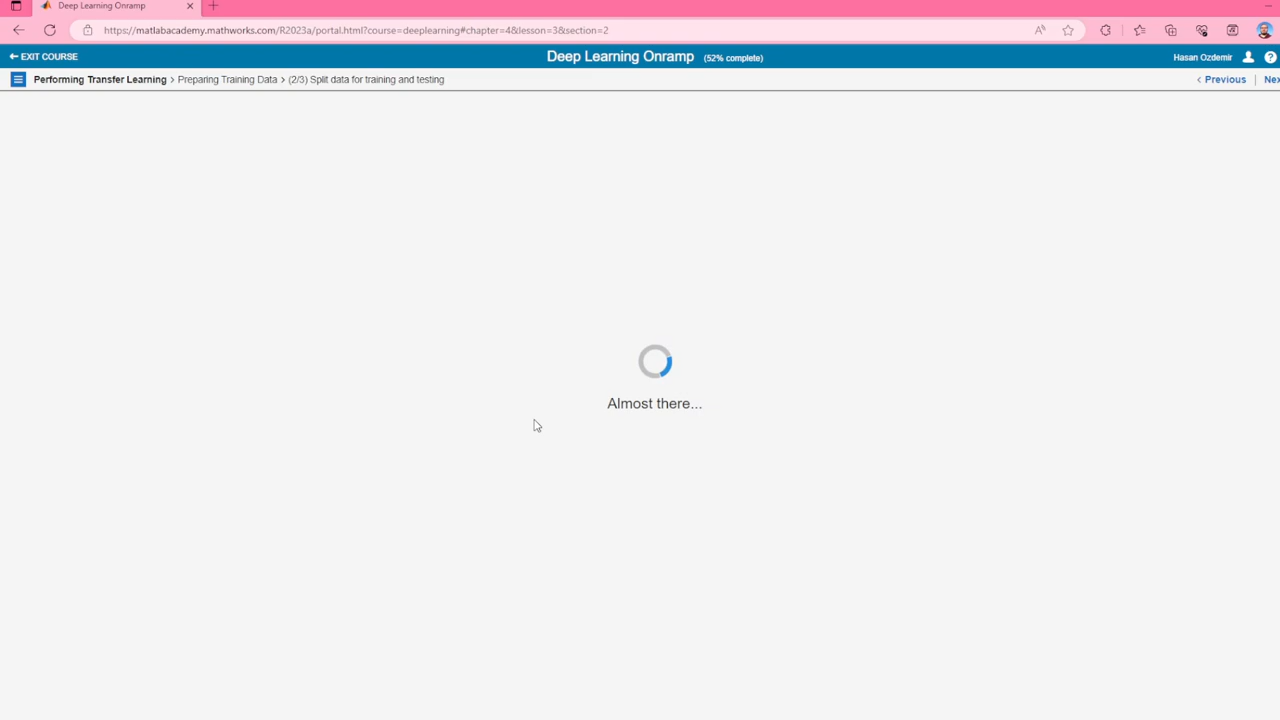 Deep Learning Onramp
https://matlabacademy.mathworks.com/R2023a/portal.html?course=deeplearning#chapter=4&lesson=3&section=2
← EXIT COURSE
Deep Learning Onramp (52% complete)
Hasan Ozdemir
Performing Transfer Learning > Preparing Training Data > (2/3) Split data for training and testing
< Previous | Nex
Almost there...